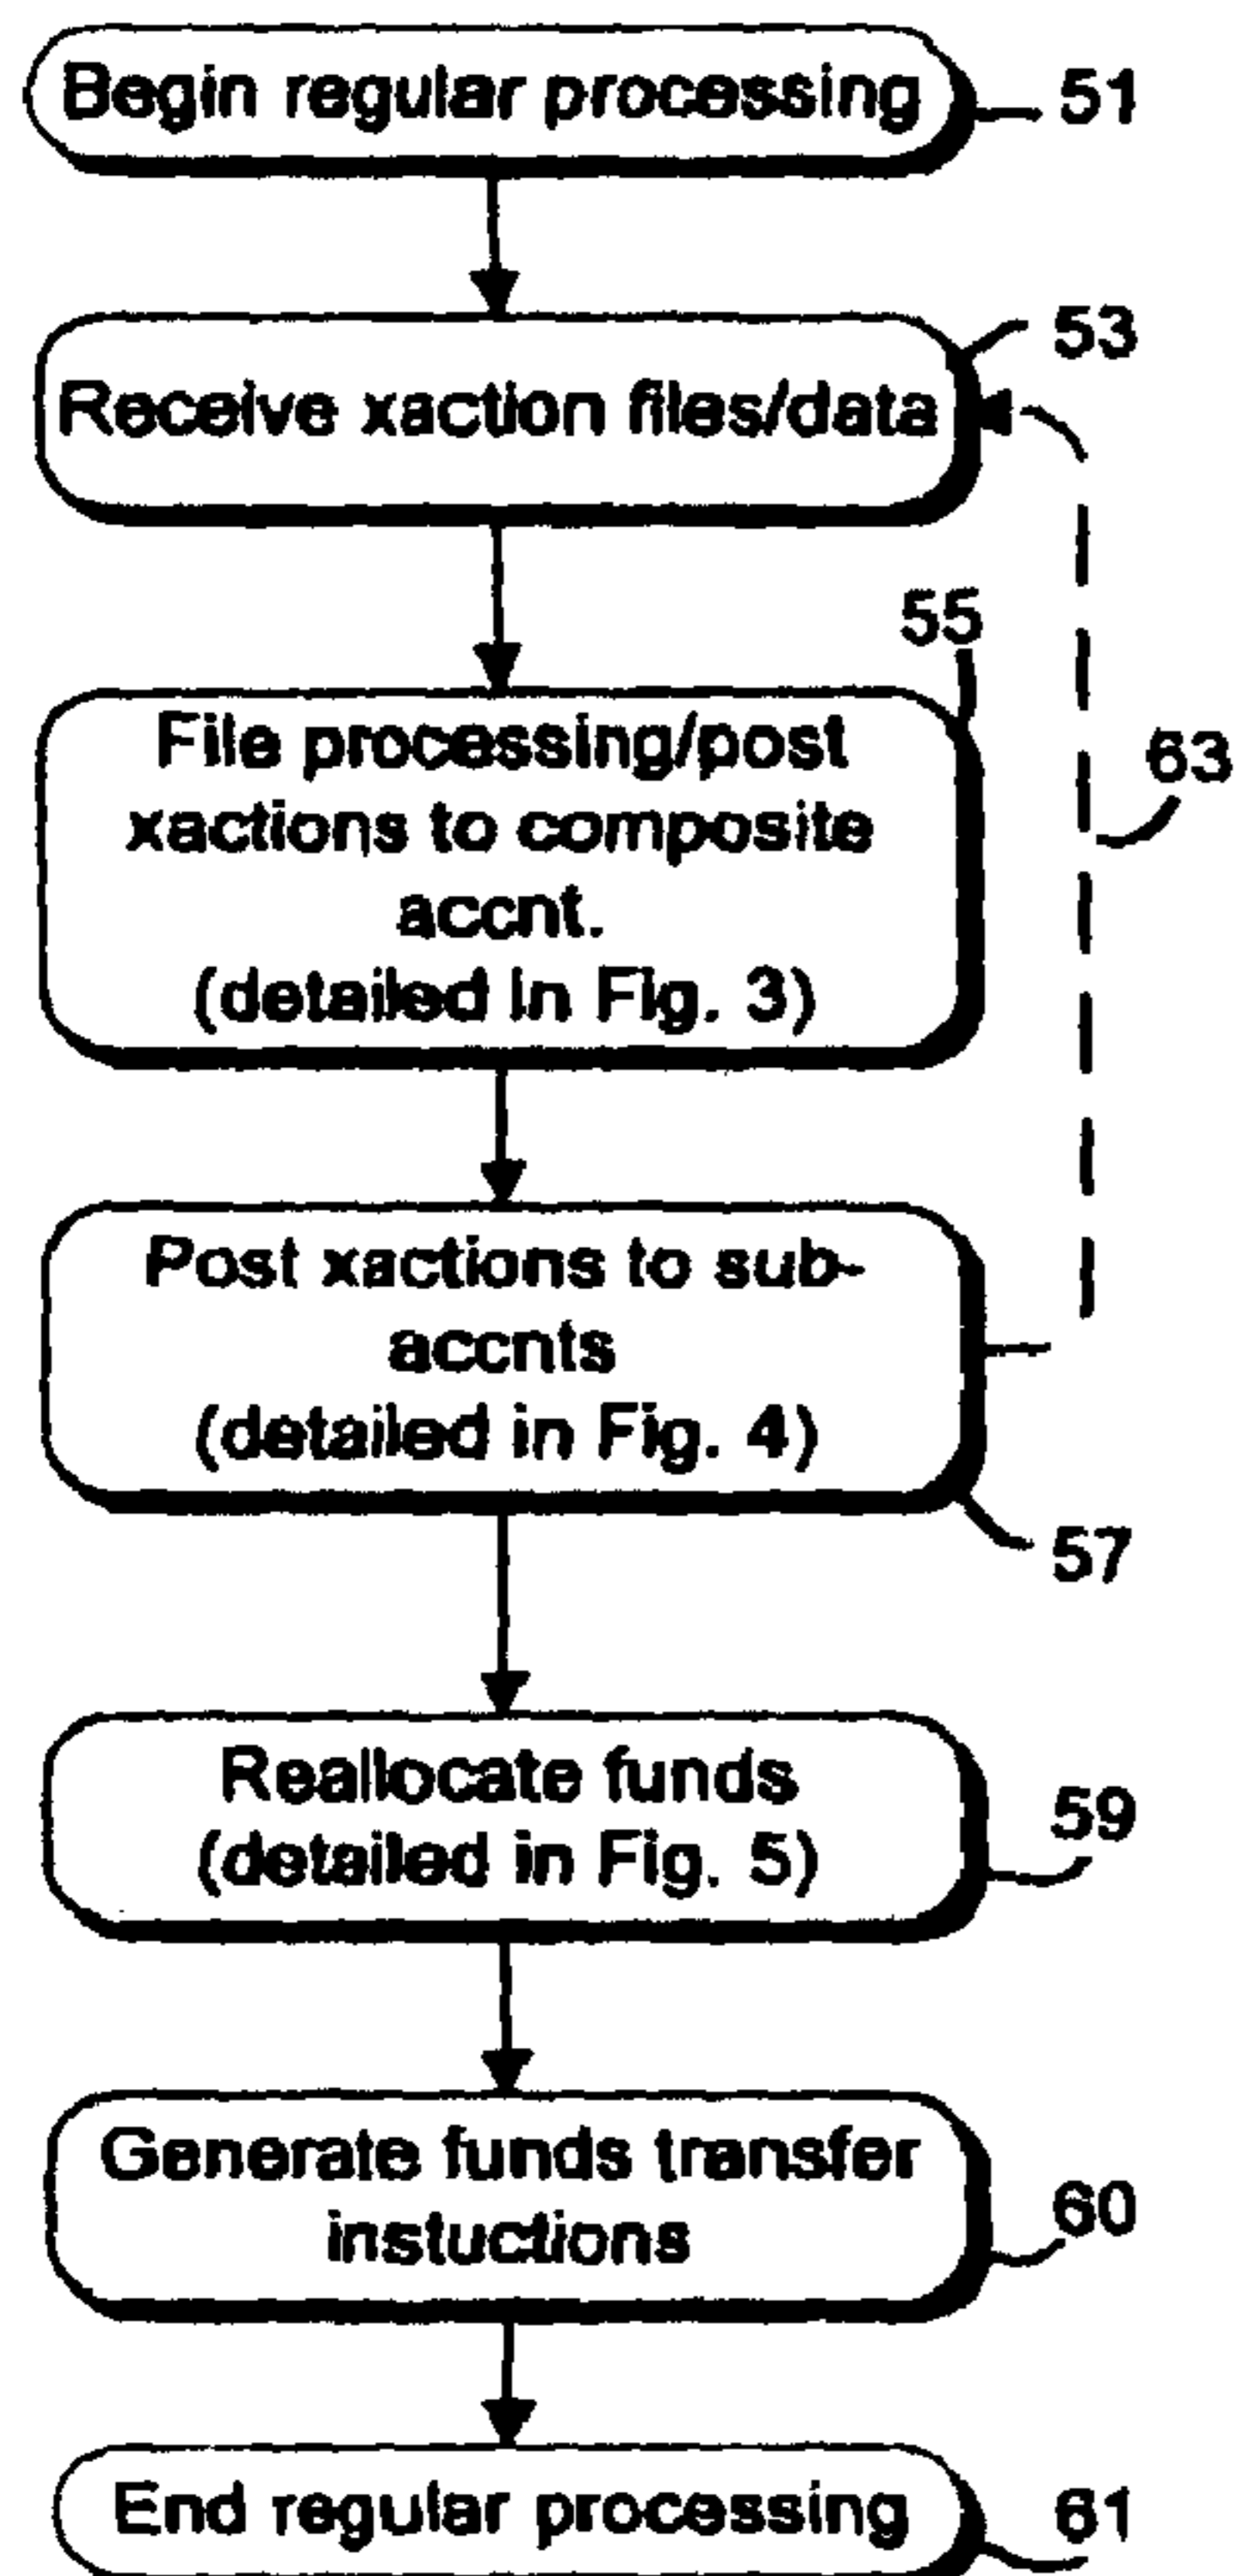 Begin regular processing
51
Receive xaction files/data
53
55
File processing/post
xactions to composite
accnt.
(detailed in Fig. 3)
63
Post xactions to sub-
accnts
(detailed in Fig. 4)
57
Reallocate funds
(detailed in Fig. 5)
59
Generate funds transfer
instuctions
60
End regular processing
61